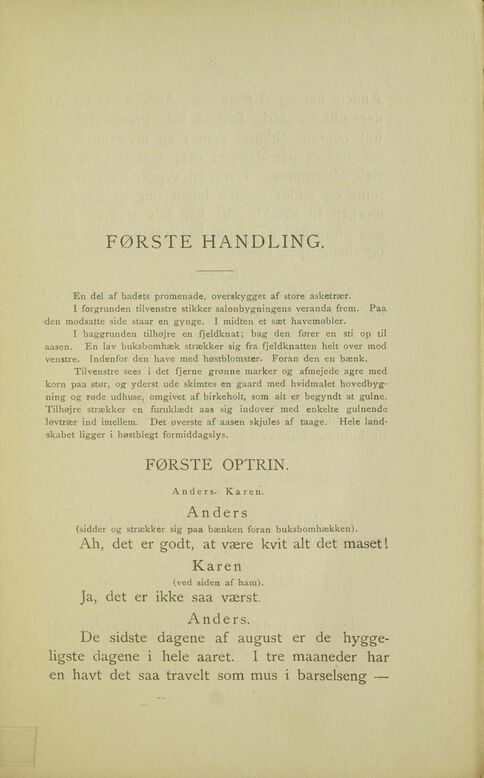 FØRSTE HANDLING.
En del af badets promenade, overskygget af store asketrær.
I forgrunden tilvenstre stikker salonbygningens veranda frem. Paa
den modsatte side staar en gynge. I midten et sæt havemøbler.
I baggrunden tilhøjre en fjeldknat; bag den fører en sti op til
aasen. En lav buksbomhæk strækker sig fra fjeldknatten helt over mod
venstre. Indenfor den have med høstblomster. Foran den en bænk.
Tilvenstre sees i det fjerne grønne marker og afmejede agre med
korn paa stør, og yderst ude skimtes en gaard med hvidmalet hovedbyg-
ning og røde udhuse, omgivet af birkeholt, som alt er begyndt at gulne.
Tilhøjre strækker en furuklædt aas sig indover med enkelte gulnende
løvtrær ind imellem. Det øverste af aasen skjules af taage. Hele land-
skabet ligger i høstblegt formiddagslys.
FØRSTE OPTRIN.
Anders. Karen.
Anders
(sidder og strækker sig paa bænken foran buksbomhækken).
Ah, det er godt, at være kvit alt det maset!
Karen
(ved siden af ham).
Ja, det er ikke saa værst.
Anders.
De sidste dagene af august er de hygge-
ligste dagene i hele aaret. I tre maaneder har
en havt det saa travelt som mus i barselseng —